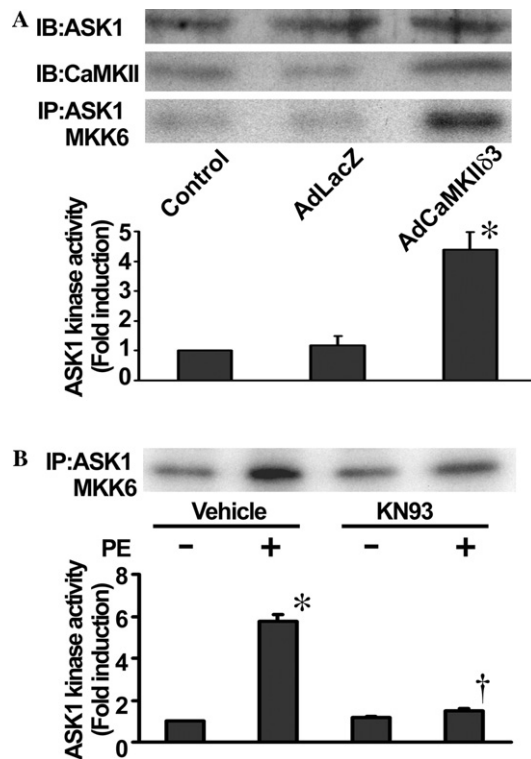 A
IB:ASK1
IB:CaMKII
IP:ASK1
MKK6
Control
AdLacZ
AdCaMKIIδ3
ASK1 kinase activity
(Fold induction)
5
4
3
2
1
0
*
B
IP:ASK1
MKK6
Vehicle
KN93
PE
− + − +
ASK1 kinase activity
(Fold induction)
8
6
4
2
0
*
†